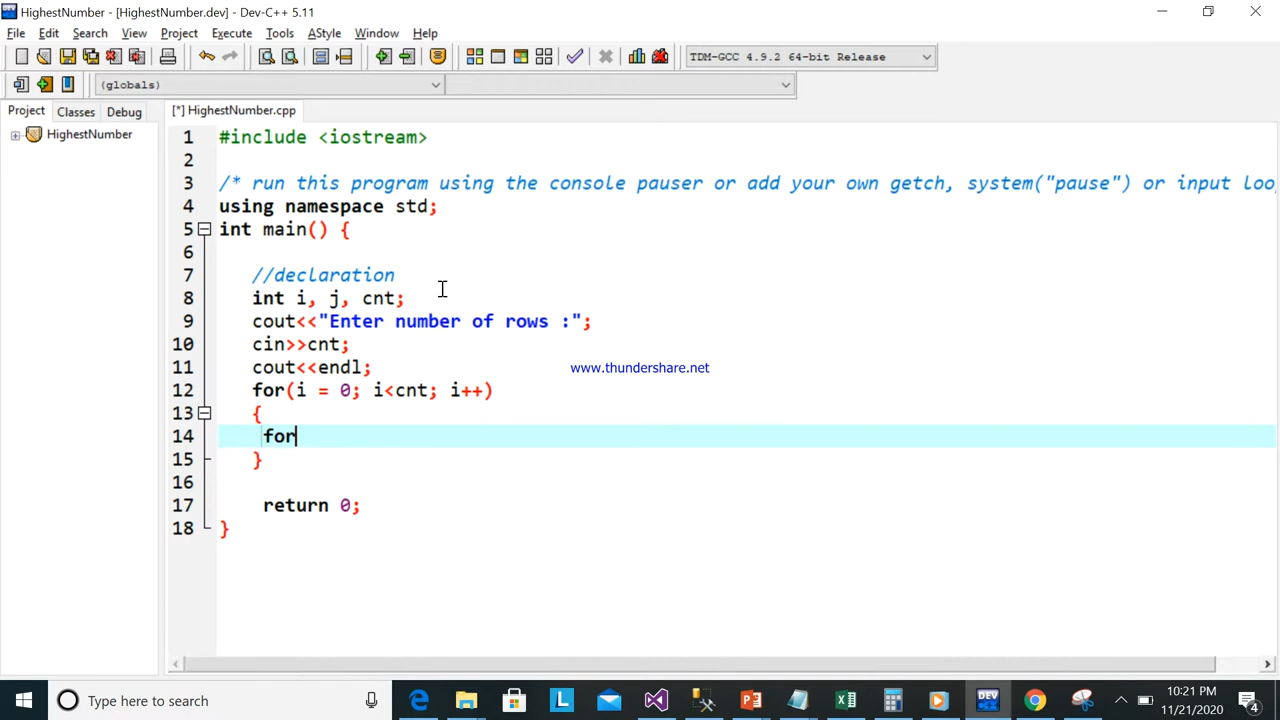 HighestNumber - [HighestNumber.dev] - Dev-C++ 5.11
File Edit Search View Project Execute Tools AStyle Window Help
TDM-GCC 4.9.2 64-bit Release
(globals)
Project Classes Debug
[*] HighestNumber.cpp
HighestNumber
1 #include <iostream>
2
3 /* run this program using the console pauser or add your own getch, system("pause") or input loo
4 using namespace std;
5 int main() {
6
7 //declaration
8 int i, j, cnt;
9 cout<<"Enter number of rows :";
10 cin>>cnt;
11 cout<<endl;
www.thundershare.net
12 for(i = 0; i<cnt; i++)
13 {
14 for
15 }
16
17 return 0;
18 }
Type here to search
10:21 PM
11/21/2020
4